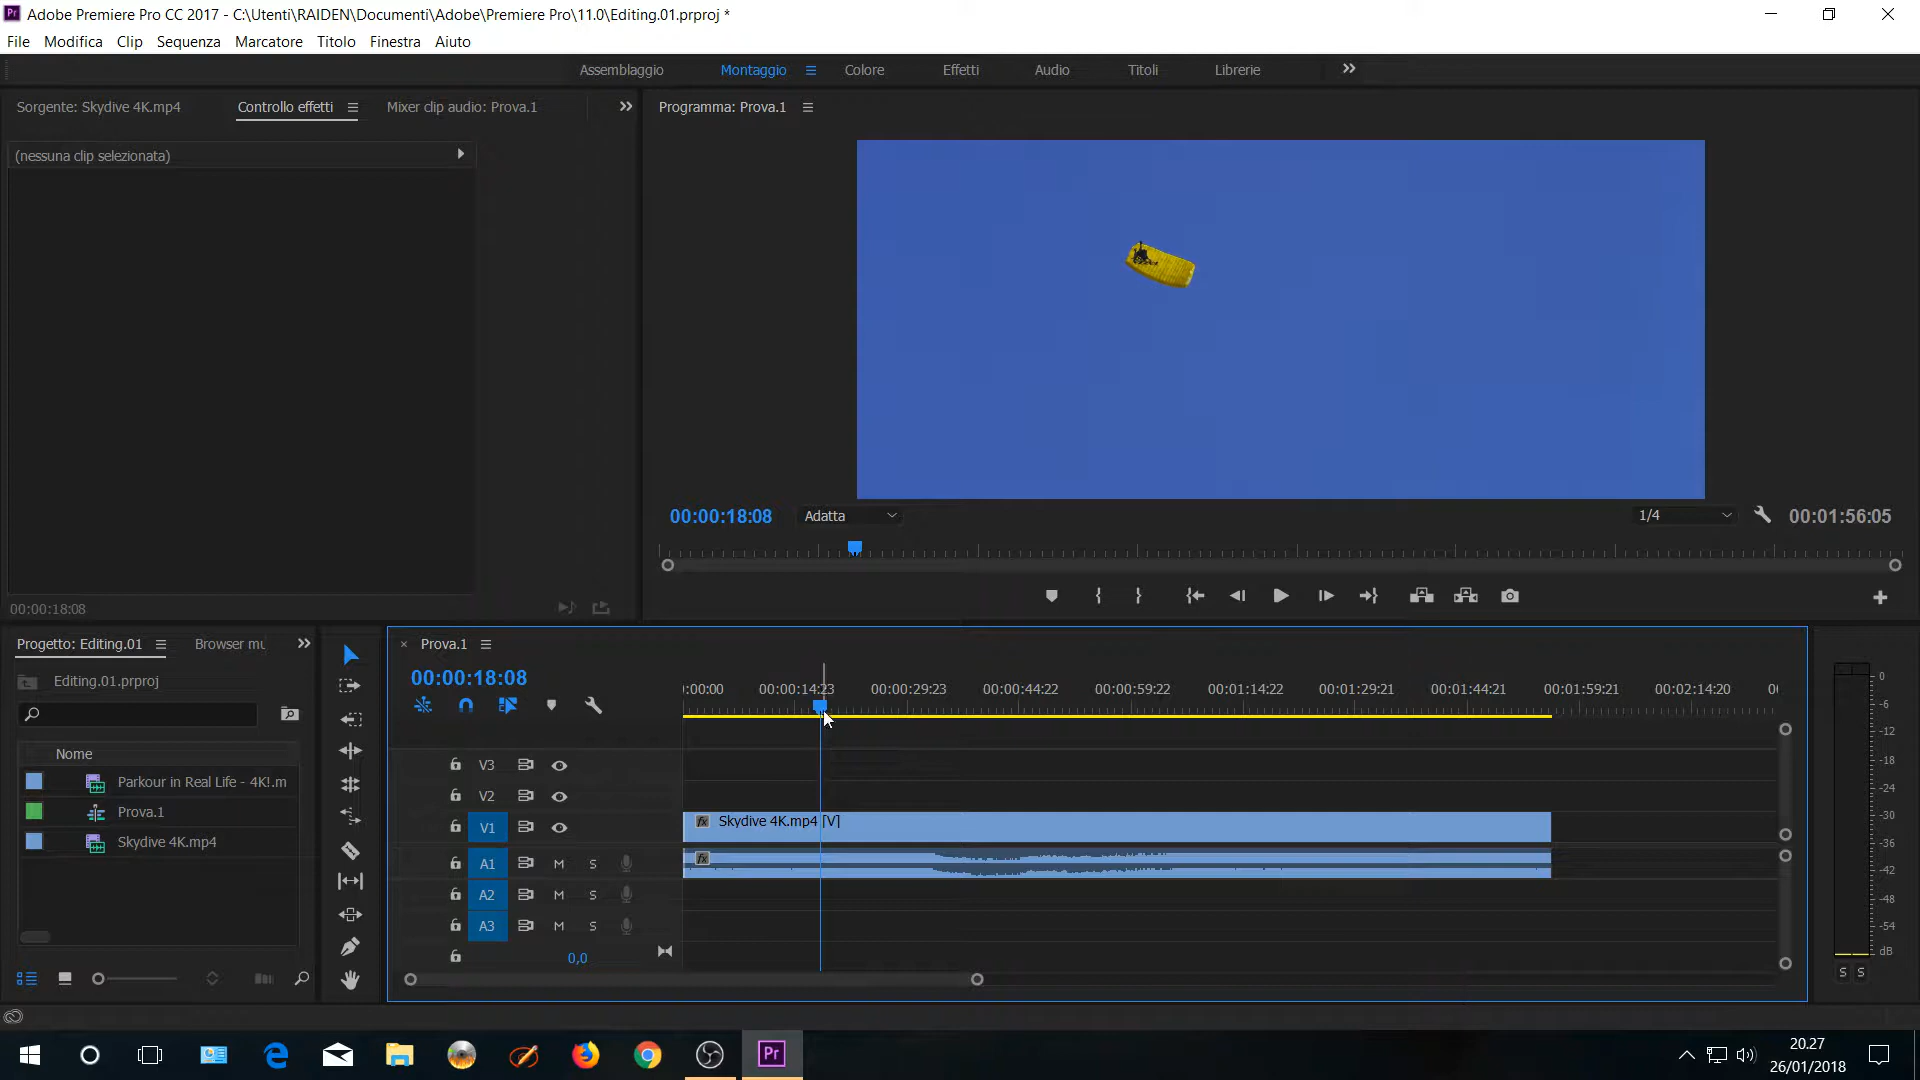 Adobe Premiere Pro CC 2017 - C:\Utenti\RAIDEN\Documenti\Adobe\Premiere Pro\11.0\Editing.01.prproj *
File Modifica Clip Sequenza Marcatore Titolo Finestra Aiuto
Assemblaggio Montaggio Colore Effetti Audio Titoli Librerie
Sorgente: Skydive 4K.mp4 Controllo effetti Mixer clip audio: Prova.1
Programma: Prova.1
(nessuna clip selezionata)
00:00:18:08 Adatta 1/4 00:01:56:05
00:00:18:08
Progetto: Editing.01 Browser mu
Prova.1
Editing.01.prproj
00:00:18:08
:00:00 00:00:14:23 00:00:29:23 00:00:44:22 00:00:59:22 00:01:14:22 00:01:29:21 00:01:44:21 00:01:59:21 00:02:14:20 00
Nome
Parkour in Real Life - 4K!.m
Prova.1
Skydive 4K.mp4
V3
V2
V1 fx Skydive 4K.mp4 [V]
A1 M S fx
A2 M S
A3 M S
0,0
0
-6
-12
-18
-24
-30
-36
-42
-48
-54
dB
S S
Pr
20.27
26/01/2018